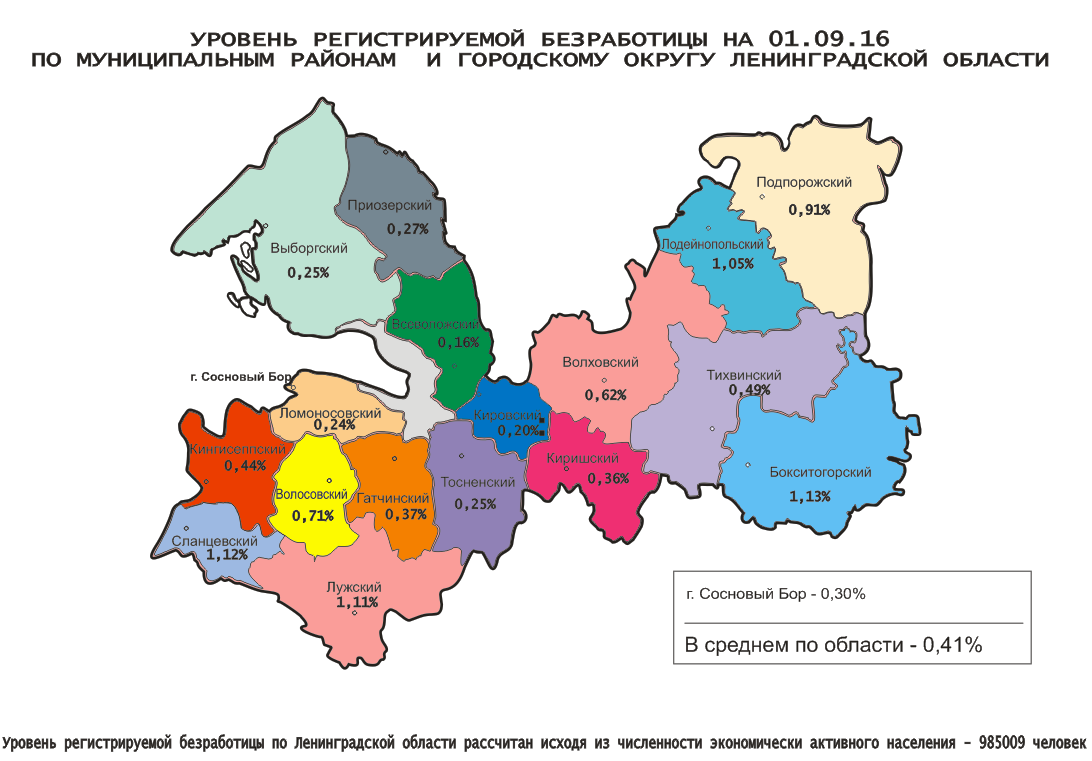 УРОВЕНЬ РЕГИСТРИРУЕМОЙ БЕЗРАБОТИЦЫ НА 01.09.16
ПО МУНИЦИПАЛЬНЫМ РАЙОНАМ И ГОРОДСКОМУ ОКРУГУ ЛЕНИНГРАДСКОЙ ОБЛАСТИ
Подпорожский
0,91%
Приозерский
0,27%
Лодейнопольский
1,05%
Выборгский
0,25%
Всеволожский
0,16%
Волховский
0,62%
Тихвинский
0,49%
г. Сосновый Бор
Ломоносовский
0,24%
Кировский
0,20%
Кингисеппский
0,44%
Киришский
0,36%
Бокситогорский
1,13%
Волосовский
0,71%
Гатчинский
0,37%
Тосненский
0,25%
Сланцевский
1,12%
Лужский
1,11%
г. Сосновый Бор - 0,30%
В среднем по области - 0,41%
Уровень регистрируемой безработицы по Ленинградской области рассчитан исходя из численности экономически активного населения - 985009 человек